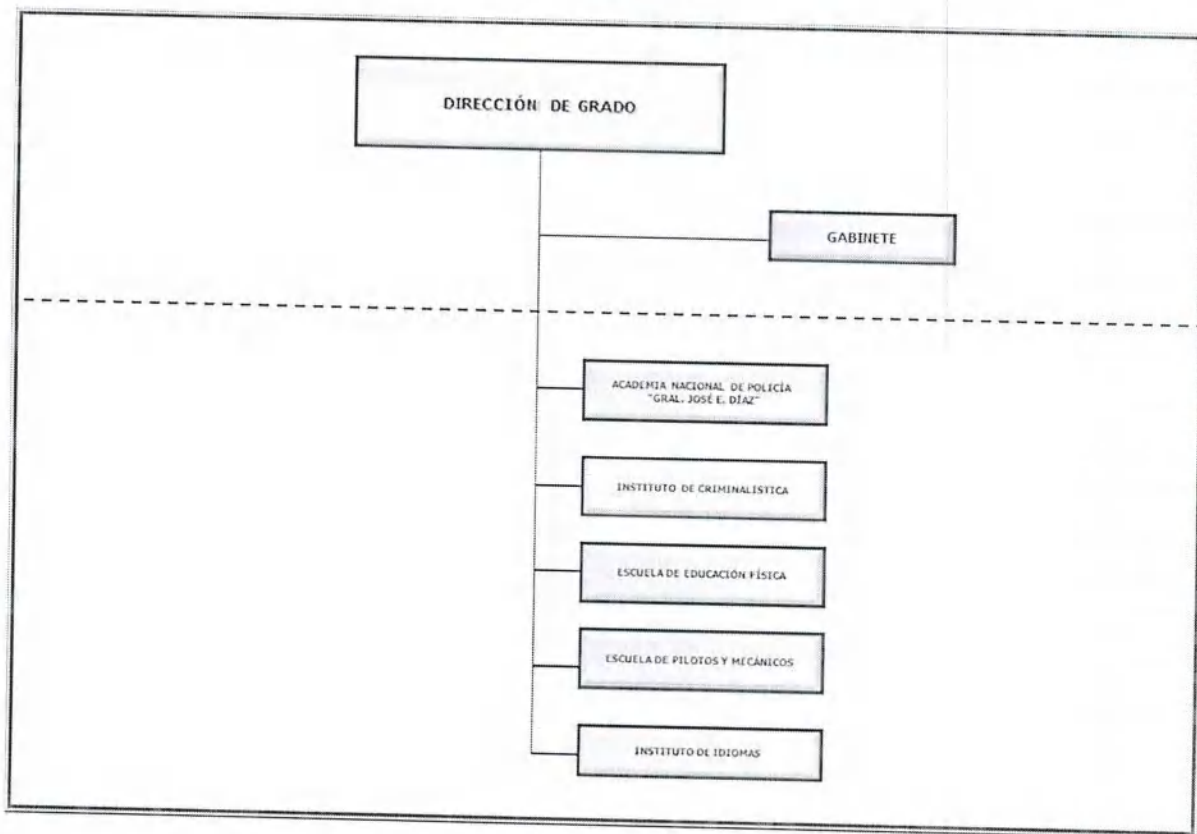 DIRECCIÓN DE GRADO
GABINETE
ACADEMIA NACIONAL DE POLICÍA
"GRAL. JOSÉ E. DÍAZ"
INSTITUTO DE CRIMINALÍSTICA
ESCUELA DE EDUCACIÓN FÍSICA
ESCUELA DE PILOTOS Y MECÁNICOS
INSTITUTO DE IDIOMAS